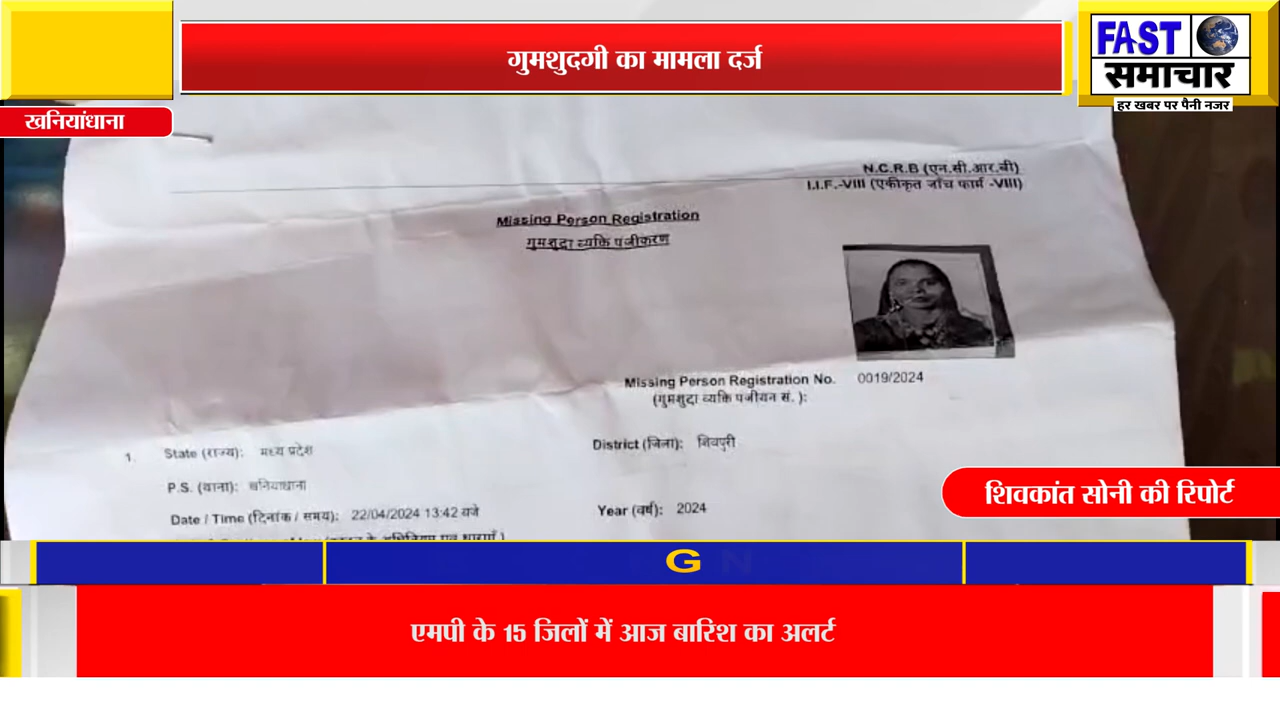 गुमशुदगी का मामला दर्ज
FAST
समाचार
हर खबर पर पैनी नजर
खनियांधाना
N.C.R.B (एन.सी.आर.बी)
I.I.F.-VIII (एकीकृत जाँच फार्म -VIII)
Missing Person Registration
गुमशुदा व्यक्ति पंजीकरण
Missing Person Registration No. 0019/2024
(गुमशुदा व्यक्ति पंजीयन सं. ):
1. State (राज्य): मध्य प्रदेश District (जिला): शिवपुरी
P.S. (थाना): खनियाधाना
शिवकांत सोनी की रिपोर्ट
Date / Time (दिनांक / समय): 22/04/2024 13:42 बजे Year (वर्ष): 2024
G N
एमपी के 15 जिलों में आज बारिश का अलर्ट